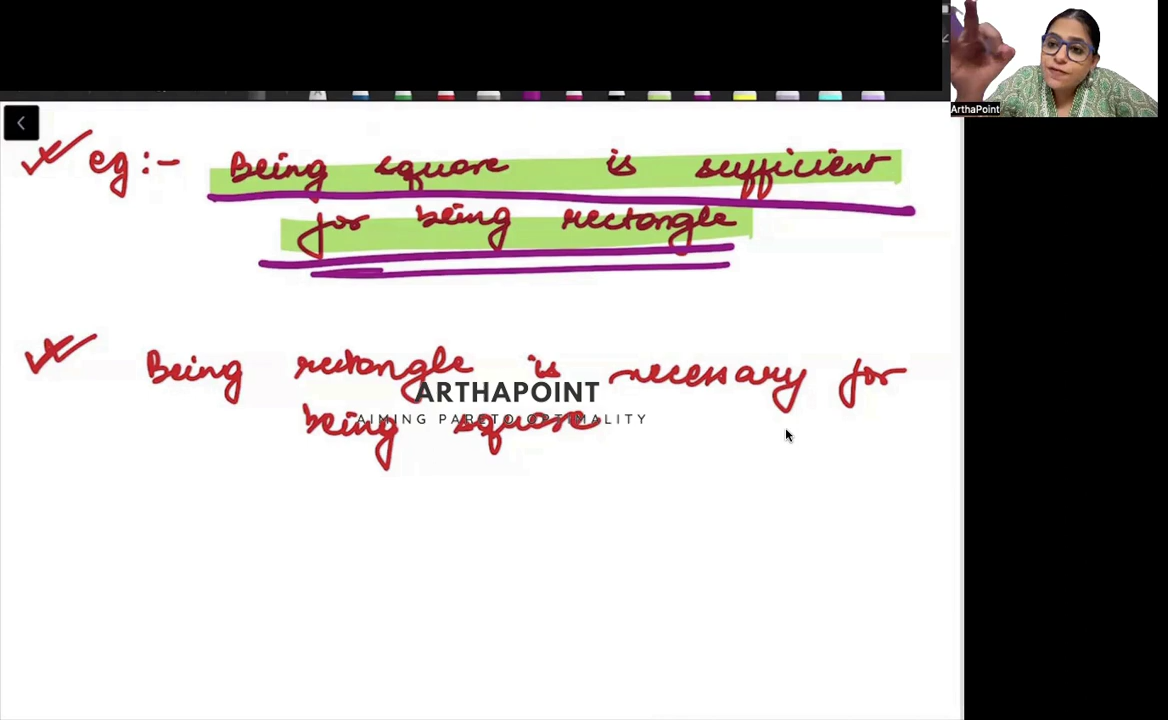 ArthaPoint
eg:- Being square is sufficient
for being rectangle
Being rectangle is necessary for
being square
ARTHAPOINT
AIMING PARETO OPTIMALITY